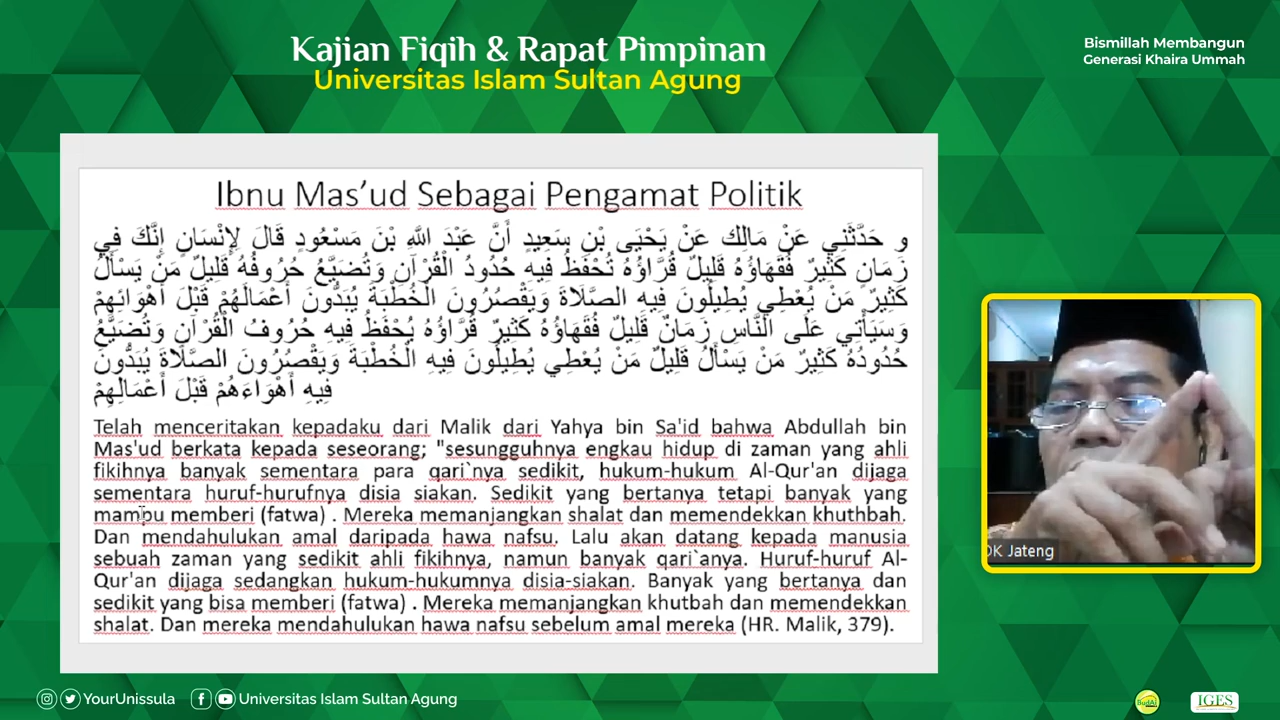 Kajian Fiqih & Rapat Pimpinan
Universitas Islam Sultan Agung
Bismillah Membangun
Generasi Khaira Ummah
Ibnu Mas'ud Sebagai Pengamat Politik
و حَدَّثَنِي عَنْ مَالِك عَنْ يَحْيَى بْنِ سَعِيدٍ أَنَّ عَبْدَ اللَّهِ بْنَ مَسْعُودٍ قَالَ لِإِنْسَانٍ إِنَّكَ فِي
زَمَانٍ كَثِيرٌ فُقَهَاؤُهُ قَلِيلٌ قُرَّاؤُهُ تُحْفَظُ فِيهِ حُدُودُ الْقُرْآنِ وَتُضَيَّعُ حُرُوفُهُ قَلِيلٌ مَنْ يَسْأَلُ
كَثِيرٌ مَنْ يُعْطِي يُطِيلُونَ فِيهِ الصَّلَاةَ وَيَقْصُرُونَ الْخُطْبَةَ يُبَدُّونَ أَعْمَالَهُمْ قَبْلَ أَهْوَائِهِمْ
وَسَيَأْتِي عَلَى النَّاسِ زَمَانٌ قَلِيلٌ فُقَهَاؤُهُ كَثِيرٌ قُرَّاؤُهُ يُحْفَظُ فِيهِ حُرُوفُ الْقُرْآنِ وَتُضَيَّعُ
حُدُودُهُ كَثِيرٌ مَنْ يَسْأَلُ قَلِيلٌ مَنْ يُعْطِي يُطِيلُونَ فِيهِ الْخُطْبَةَ وَيَقْصُرُونَ الصَّلَاةَ يُبَدُّونَ
فِيهِ أَهْوَاءَهُمْ قَبْلَ أَعْمَالِهِمْ
Telah menceritakan kepadaku dari Malik dari Yahya bin Sa'id bahwa Abdullah bin
Mas'ud berkata kepada seseorang; "sesungguhnya engkau hidup di zaman yang ahli
fikihnya banyak sementara para qari`nya sedikit, hukum-hukum Al-Qur'an dijaga
sementara huruf-hurufnya disia siakan. Sedikit yang bertanya tetapi banyak yang
mampu memberi (fatwa) . Mereka memanjangkan shalat dan memendekkan khuthbah.
Dan mendahulukan amal daripada hawa nafsu. Lalu akan datang kepada manusia
sebuah zaman yang sedikit ahli fikihnya, namun banyak qari`anya. Huruf-huruf Al-
Qur'an dijaga sedangkan hukum-hukumnya disia-siakan. Banyak yang bertanya dan
sedikit yang bisa memberi (fatwa) . Mereka memanjangkan khutbah dan memendekkan
shalat. Dan mereka mendahulukan hawa nafsu sebelum amal mereka (HR. Malik, 379).
OK Jateng
YourUnissula
Universitas Islam Sultan Agung
BudAi
IGES